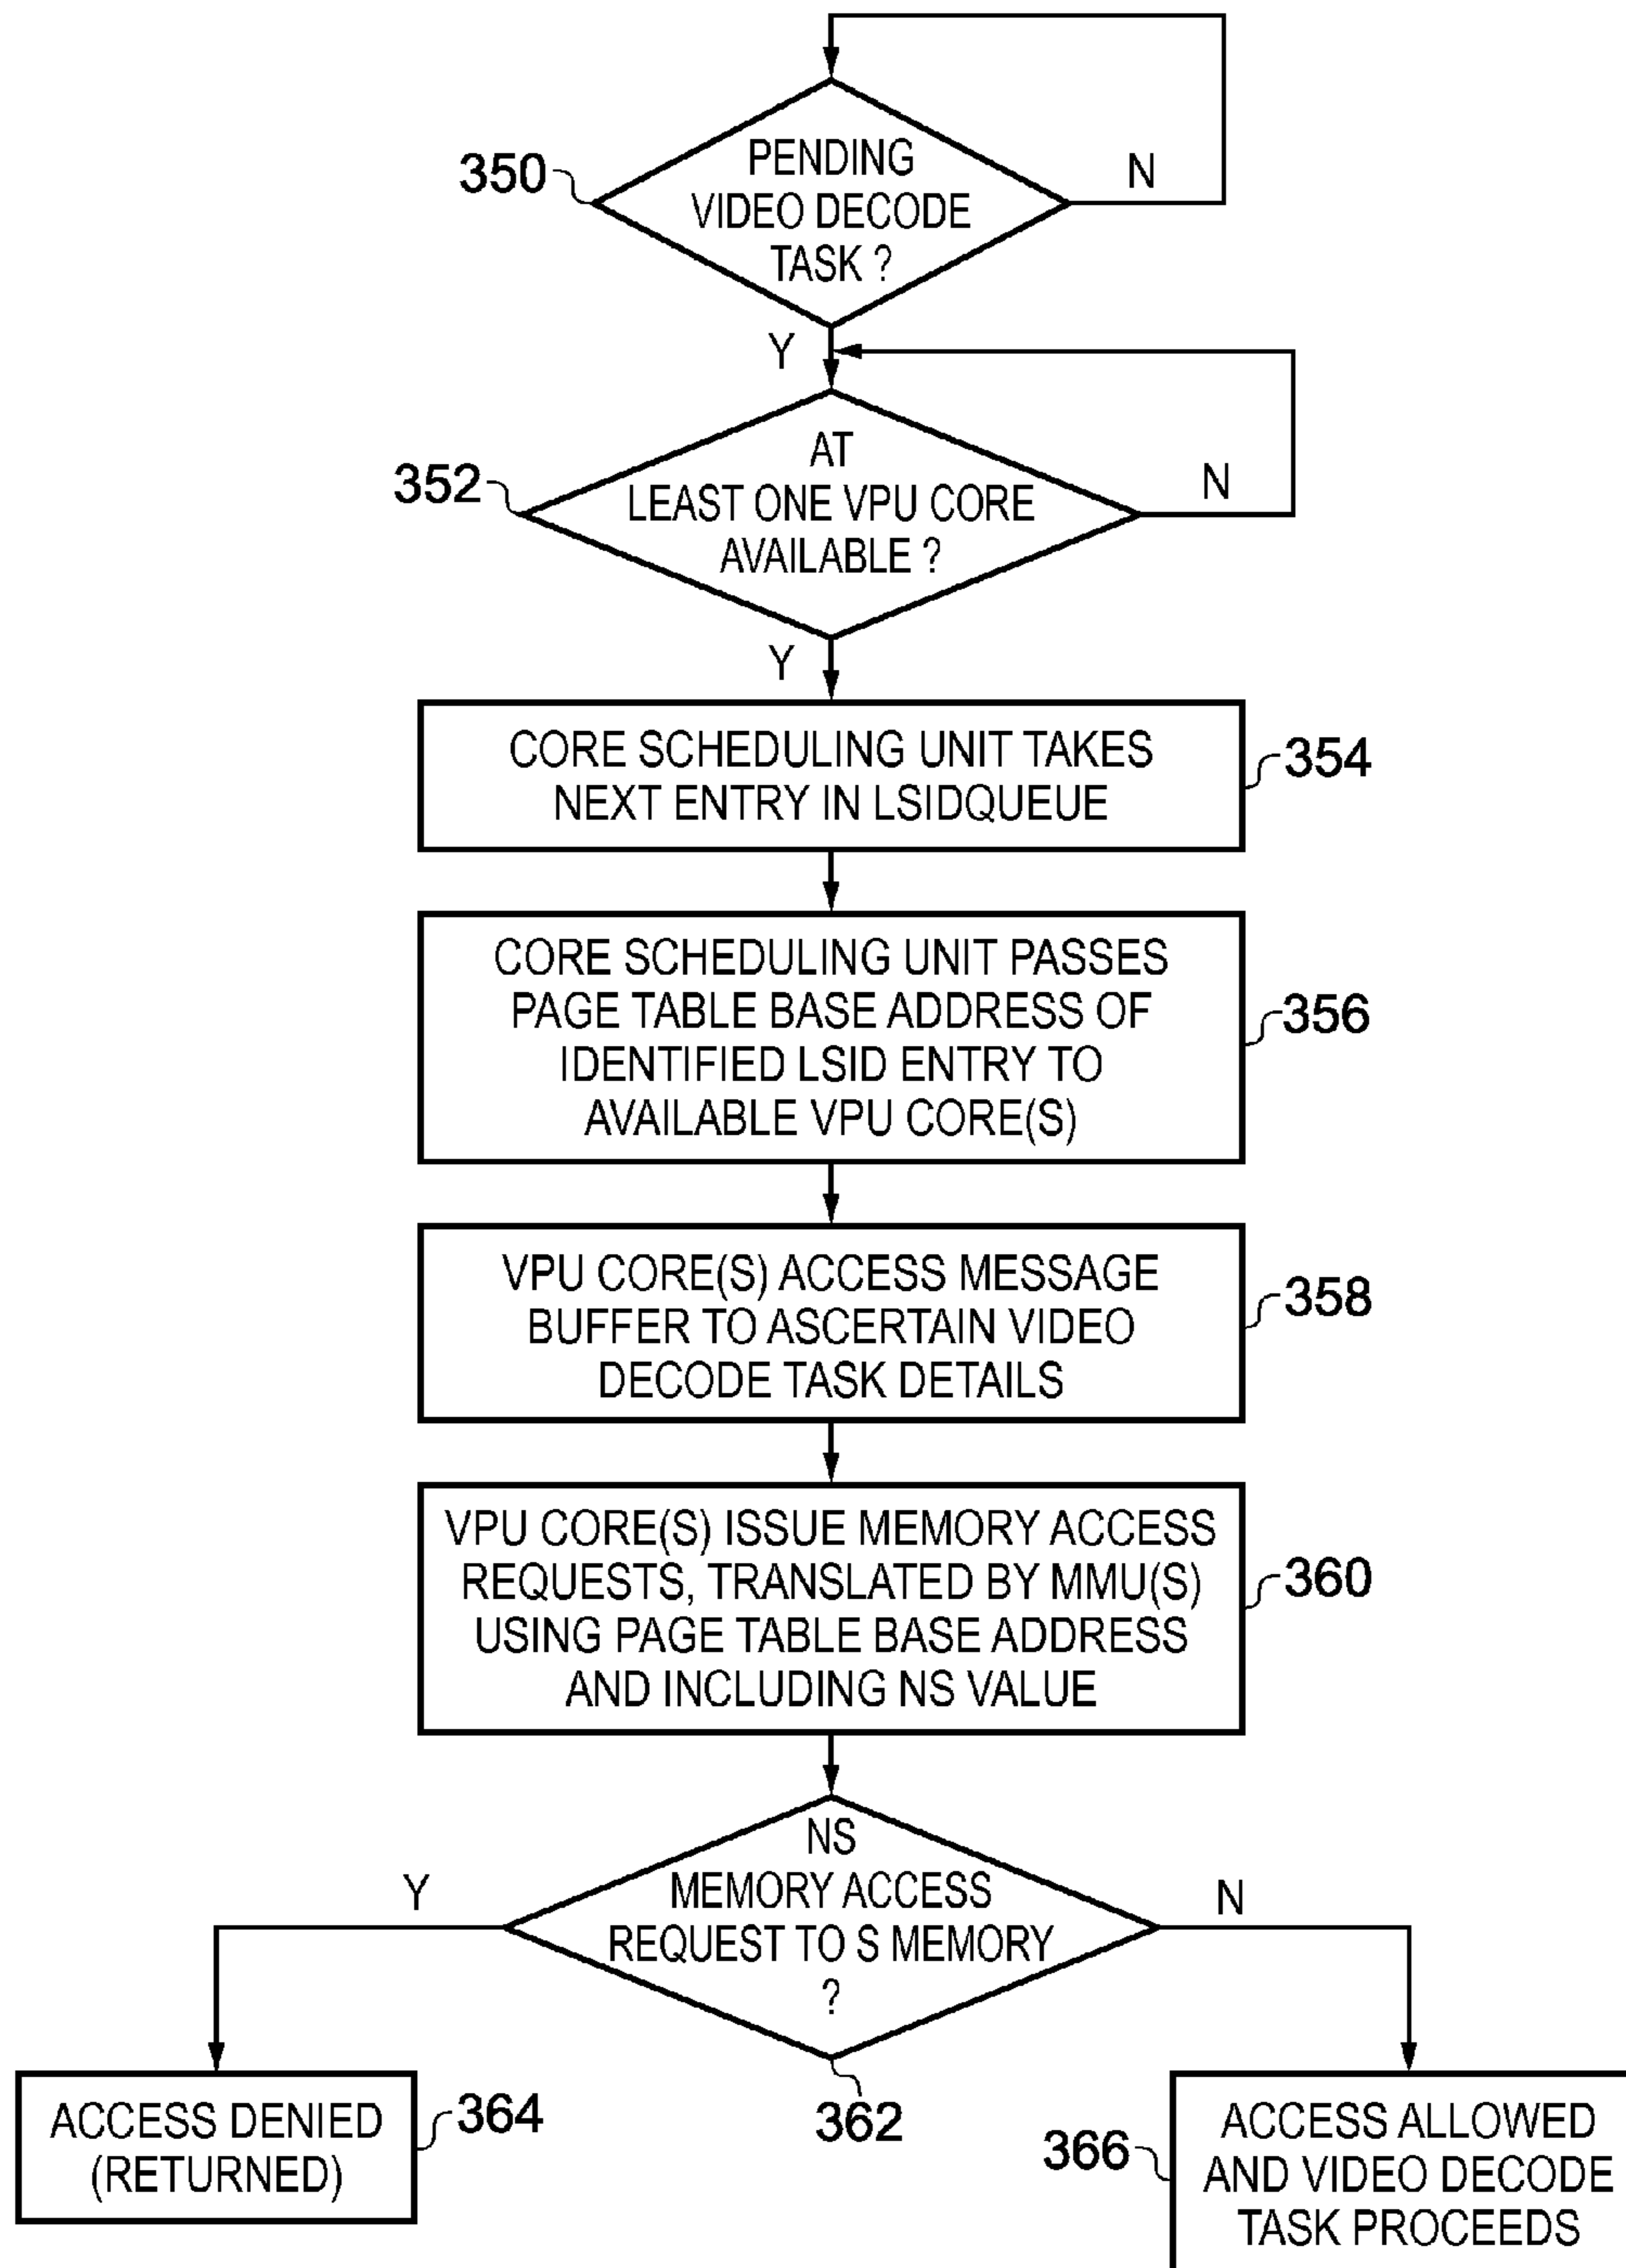 PENDING
VIDEO DECODE
TASK ?
350
N
Y
AT
LEAST ONE VPU CORE
AVAILABLE ?
352
N
Y
CORE SCHEDULING UNIT TAKES
NEXT ENTRY IN LSIDQUEUE
354
CORE SCHEDULING UNIT PASSES
PAGE TABLE BASE ADDRESS OF
IDENTIFIED LSID ENTRY TO
AVAILABLE VPU CORE(S)
356
VPU CORE(S) ACCESS MESSAGE
BUFFER TO ASCERTAIN VIDEO
DECODE TASK DETAILS
358
VPU CORE(S) ISSUE MEMORY ACCESS
REQUESTS, TRANSLATED BY MMU(S)
USING PAGE TABLE BASE ADDRESS
AND INCLUDING NS VALUE
360
NS
MEMORY ACCESS
REQUEST TO S MEMORY
?
Y
N
362
ACCESS DENIED
(RETURNED)
364
366
ACCESS ALLOWED
AND VIDEO DECODE
TASK PROCEEDS